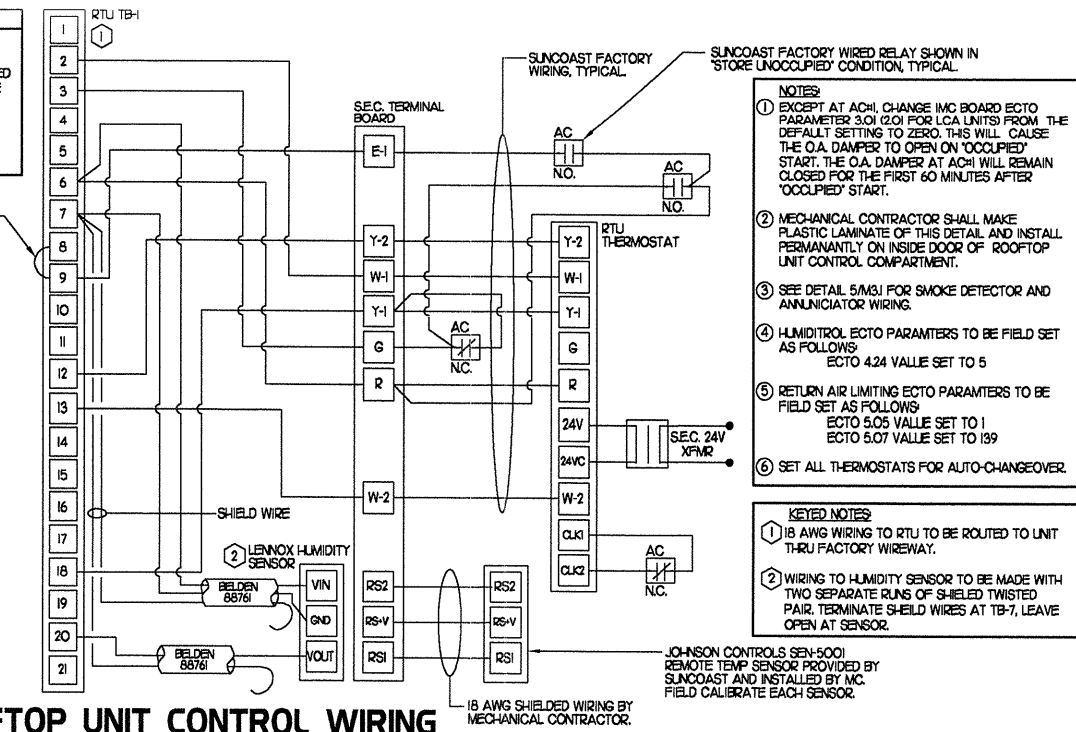 ED
RTU TB-1
1
1
2
3
4
5
6
7
8
9
10
11
12
13
14
15
16
17
18
19
20
21
SHIELD WIRE
2 LENNOX HUMIDITY
SENSOR
BELDEN
88761
BELDEN
88761
VIN
GND
VOUT
S.E.C. TERMINAL
BOARD
E-1
Y-2
W-1
Y-1
G
R
W-2
RS2
RS+V
RS1
SUNCOAST FACTORY
WIRING, TYPICAL.
SUNCOAST FACTORY WIRED RELAY SHOWN IN
"STORE UNOCCUPIED" CONDITION, TYPICAL.
AC
N.O.
AC
N.O.
AC
N.C.
RTU
THERMOSTAT
Y-2
W-1
Y-1
G
R
24V
24VC
W-2
CLK1
CLK2
S.E.C. 24V
XFMR
AC
N.C.
RS2
RS+V
RS1
18 AWG SHIELDED WIRING BY
MECHANICAL CONTRACTOR.
JOHNSON CONTROLS SEN-5001
REMOTE TEMP SENSOR PROVIDED BY
SUNCOAST AND INSTALLED BY MC.
FIELD CALIBRATE EACH SENSOR.
NOTES:
1 EXCEPT AT AC#1, CHANGE IMC BOARD ECTO
PARAMETER 3.01 (2.01 FOR LCA UNITS) FROM THE
DEFAULT SETTING TO ZERO. THIS WILL CAUSE
THE O.A. DAMPER TO OPEN ON "OCCUPIED"
START. THE O.A. DAMPER AT AC#1 WILL REMAIN
CLOSED FOR THE FIRST 60 MINUTES AFTER
"OCCUPIED" START.
2 MECHANICAL CONTRACTOR SHALL MAKE
PLASTIC LAMINATE OF THIS DETAIL AND INSTALL
PERMANANTLY ON INSIDE DOOR OF ROOFTOP
UNIT CONTROL COMPARTMENT.
3 SEE DETAIL 5/M3.1 FOR SMOKE DETECTOR AND
ANNUNICIATOR WIRING.
4 HUMIDITROL ECTO PARAMTERS TO BE FIELD SET
AS FOLLOWS:
ECTO 4.24 VALUE SET TO 5
5 RETURN AIR LIMITING ECTO PARAMTERS TO BE
FIELD SET AS FOLLOWS:
ECTO 5.05 VALUE SET TO 1
ECTO 5.07 VALUE SET TO 139
6 SET ALL THERMOSTATS FOR AUTO-CHANGEOVER.
KEYED NOTES:
1 18 AWG WIRING TO RTU TO BE ROUTED TO UNIT
THRU FACTORY WIREWAY.
2 WIRING TO HUMIDITY SENSOR TO BE MADE WITH
TWO SEPARATE RUNS OF SHIELED TWISTED
PAIR. TERMINATE SHEILD WIRES AT TB-7, LEAVE
OPEN AT SENSOR.
FTOP UNIT CONTROL WIRING